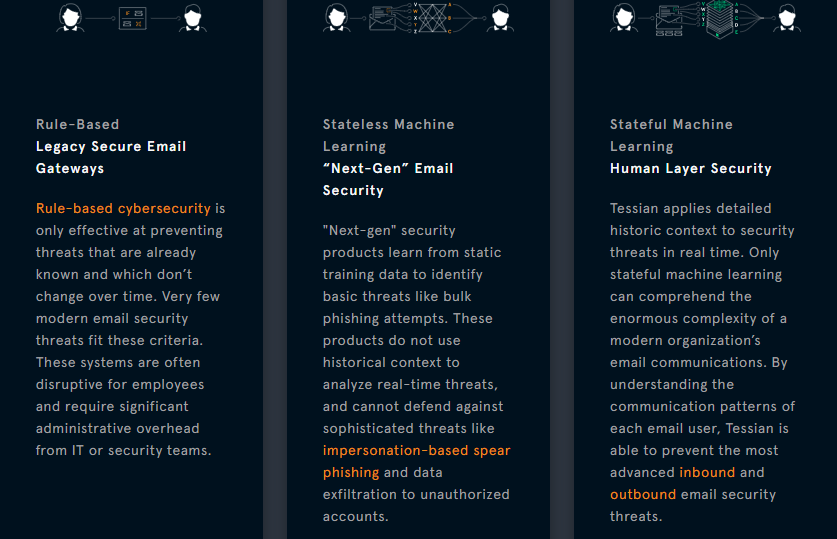 Rule-Based
Legacy Secure Email
Gateways
Rule-based cybersecurity is
only effective at preventing
threats that are already
known and which don’t
change over time. Very few
modern email security
threats fit these criteria.
These systems are often
disruptive for employees
and require significant
administrative overhead
from IT or security teams.
Stateless Machine
Learning
“Next-Gen” Email
Security
"Next-gen" security
products learn from static
training data to identify
basic threats like bulk
phishing attempts. These
products do not use
historical context to
analyze real-time threats,
and cannot defend against
sophisticated threats like
impersonation-based spear
phishing and data
exfiltration to unauthorized
accounts.
Stateful Machine
Learning
Human Layer Security
Tessian applies detailed
historic context to security
threats in real time. Only
stateful machine learning
can comprehend the
enormous complexity of a
modern organization’s
email communications. By
understanding the
communication patterns of
each email user, Tessian is
able to prevent the most
advanced inbound and
outbound email security
threats.